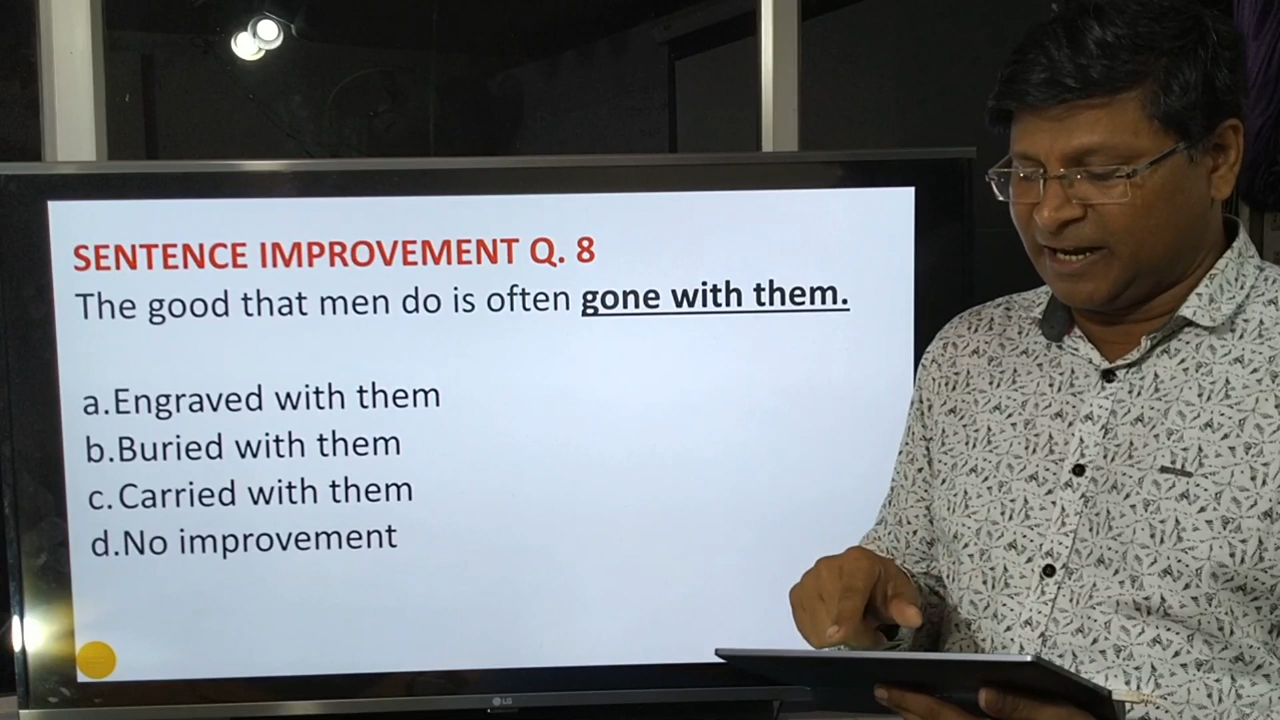 SENTENCE IMPROVEMENT Q. 8
The good that men do is often gone with them.
a.Engraved with them
b.Buried with them
c.Carried with them
d.No improvement
LG